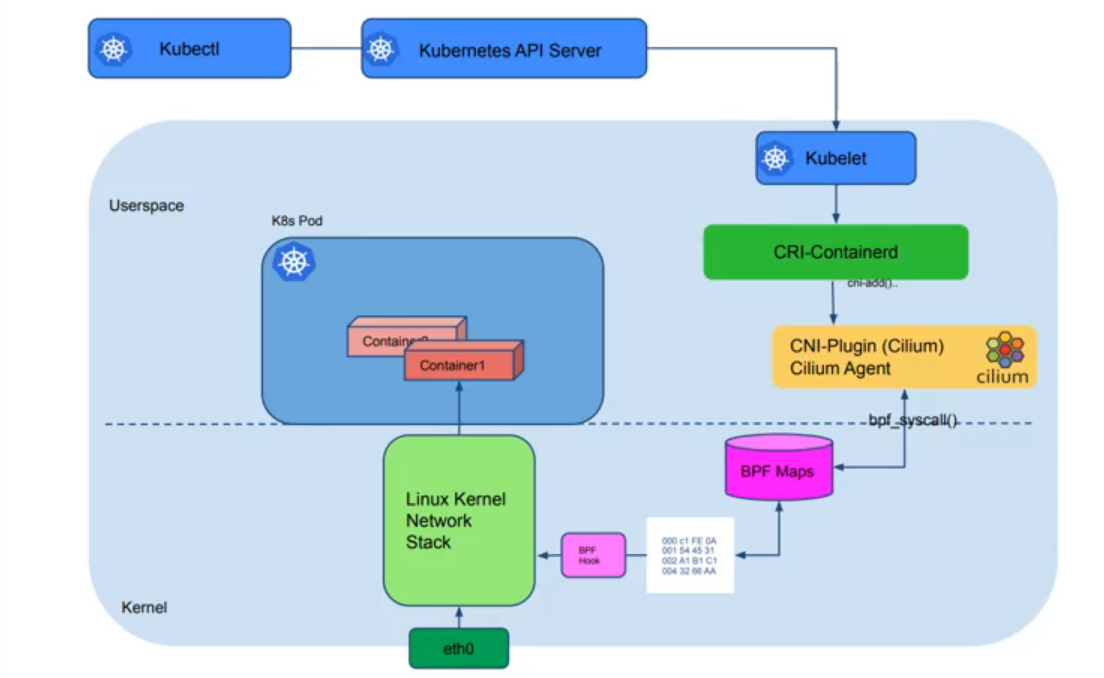 Kubectl
Kubernetes API Server
Kubelet
Userspace
K8s Pod
CRI-Containerd
cni-add()..
CNI-Plugin (Cilium)
Cilium Agent
cilium
Container1
bpf_syscall()
BPF Maps
Linux Kernel
Network
Stack
BPF
Hook
000 c1 FE 0A
001 54 45 31
002 A1 B1 C1
004 32 66 AA
Kernel
eth0